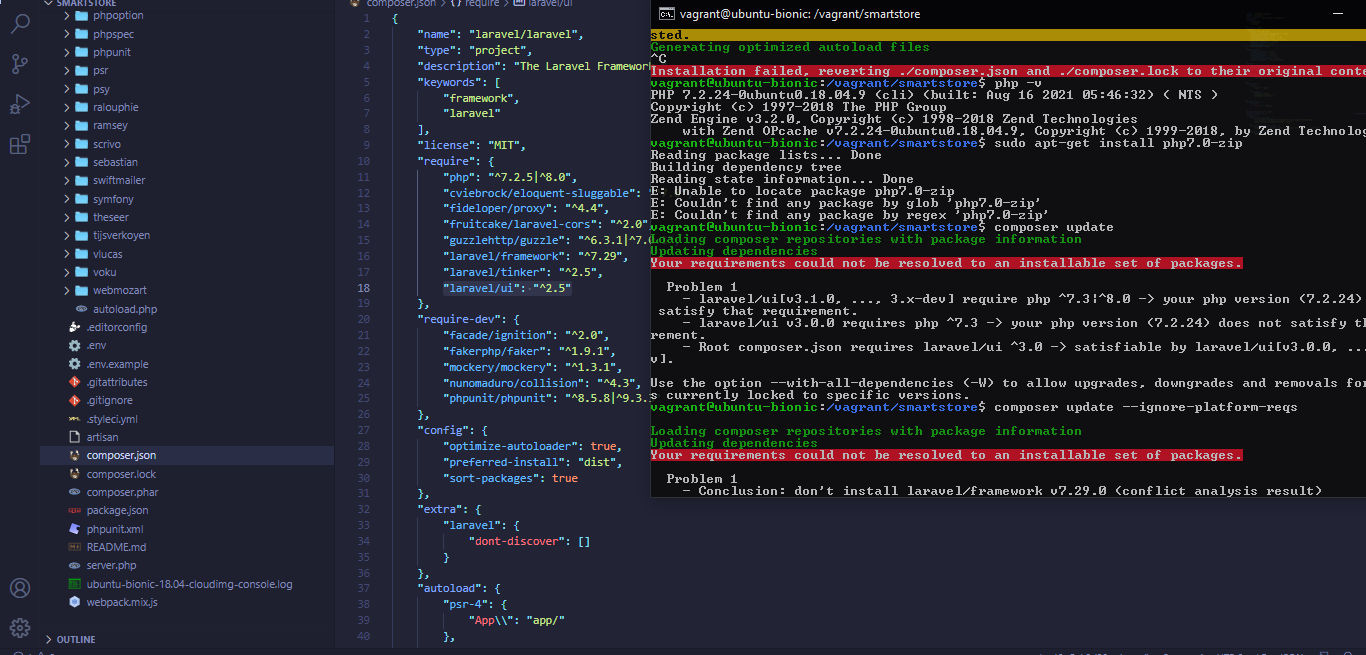 SMARTSTORE
phpoption
phpspec
phpunit
psr
psy
ralouphie
ramsey
scrivo
sebastian
swiftmailer
symfony
theseer
tijsverkoyen
vlucas
voku
webmozart
autoload.php
.editorconfig
.env
.env.example
.gitattributes
.gitignore
.styleci.yml
artisan
composer.json
composer.lock
composer.phar
package.json
phpunit.xml
README.md
server.php
ubuntu-bionic-18.04-cloudimg-console.log
webpack.mix.js
OUTLINE
composer.json > { } require > laravel/ui
1 {
2 "name": "laravel/laravel",
3 "type": "project",
4 "description": "The Laravel Framework
5 "keywords": [
6 "framework",
7 "laravel"
8 ],
9 "license": "MIT",
10 "require": {
11 "php": "^7.2.5|^8.0",
12 "cviebrock/eloquent-sluggable":
13 "fideloper/proxy": "^4.4",
14 "fruitcake/laravel-cors": "^2.0",
15 "guzzlehttp/guzzle": "^6.3.1|^7.0
16 "laravel/framework": "^7.29",
17 "laravel/tinker": "^2.5",
18 "laravel/ui": "^2.5"
19 },
20 "require-dev": {
21 "facade/ignition": "^2.0",
22 "fakerphp/faker": "^1.9.1",
23 "mockery/mockery": "^1.3.1",
24 "nunomaduro/collision": "^4.3",
25 "phpunit/phpunit": "^8.5.8|^9.3.
26 },
27 "config": {
28 "optimize-autoloader": true,
29 "preferred-install": "dist",
30 "sort-packages": true
31 },
32 "extra": {
33 "laravel": {
34 "dont-discover": []
35 }
36 },
37 "autoload": {
38 "psr-4": {
39 "App\\": "app/"
40 },
vagrant@ubuntu-bionic: /vagrant/smartstore
sted.
Generating optimized autoload files
^C
Installation failed, reverting ./composer.json and ./composer.lock to their original conte
vagrant@ubuntu-bionic:/vagrant/smartstore$ php -v
PHP 7.2.24-0ubuntu0.18.04.9 (cli) (built: Aug 16 2021 05:46:32) ( NTS )
Copyright (c) 1997-2018 The PHP Group
Zend Engine v3.2.0, Copyright (c) 1998-2018 Zend Technologies
with Zend OPcache v7.2.24-0ubuntu0.18.04.9, Copyright (c) 1999-2018, by Zend Technolog
vagrant@ubuntu-bionic:/vagrant/smartstore$ sudo apt-get install php7.0-zip
Reading package lists... Done
Building dependency tree
Reading state information... Done
E: Unable to locate package php7.0-zip
E: Couldn't find any package by glob 'php7.0-zip'
E: Couldn't find any package by regex 'php7.0-zip'
vagrant@ubuntu-bionic:/vagrant/smartstore$ composer update
Loading composer repositories with package information
Updating dependencies
Your requirements could not be resolved to an installable set of packages.
Problem 1
- laravel/ui[v3.1.0, ..., 3.x-dev] require php ^7.3|^8.0 -> your php version (7.2.24)
satisfy that requirement.
- laravel/ui v3.0.0 requires php ^7.3 -> your php version (7.2.24) does not satisfy th
rement.
- Root composer.json requires laravel/ui ^3.0 -> satisfiable by laravel/ui[v3.0.0, ...
v].
Use the option --with-all-dependencies (-W) to allow upgrades, downgrades and removals for
s currently locked to specific versions.
vagrant@ubuntu-bionic:/vagrant/smartstore$ composer update --ignore-platform-reqs
Loading composer repositories with package information
Updating dependencies
Your requirements could not be resolved to an installable set of packages.
Problem 1
- Conclusion: don't install laravel/framework v7.29.0 (conflict analysis result)